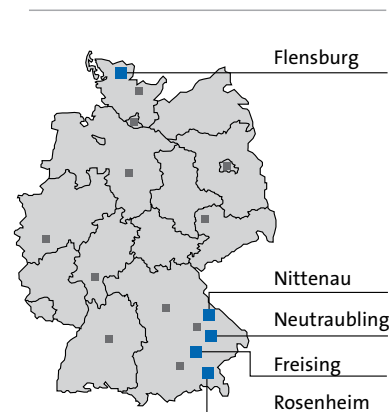 Flensburg
Nittenau
Neutraubling
Freising
Rosenheim